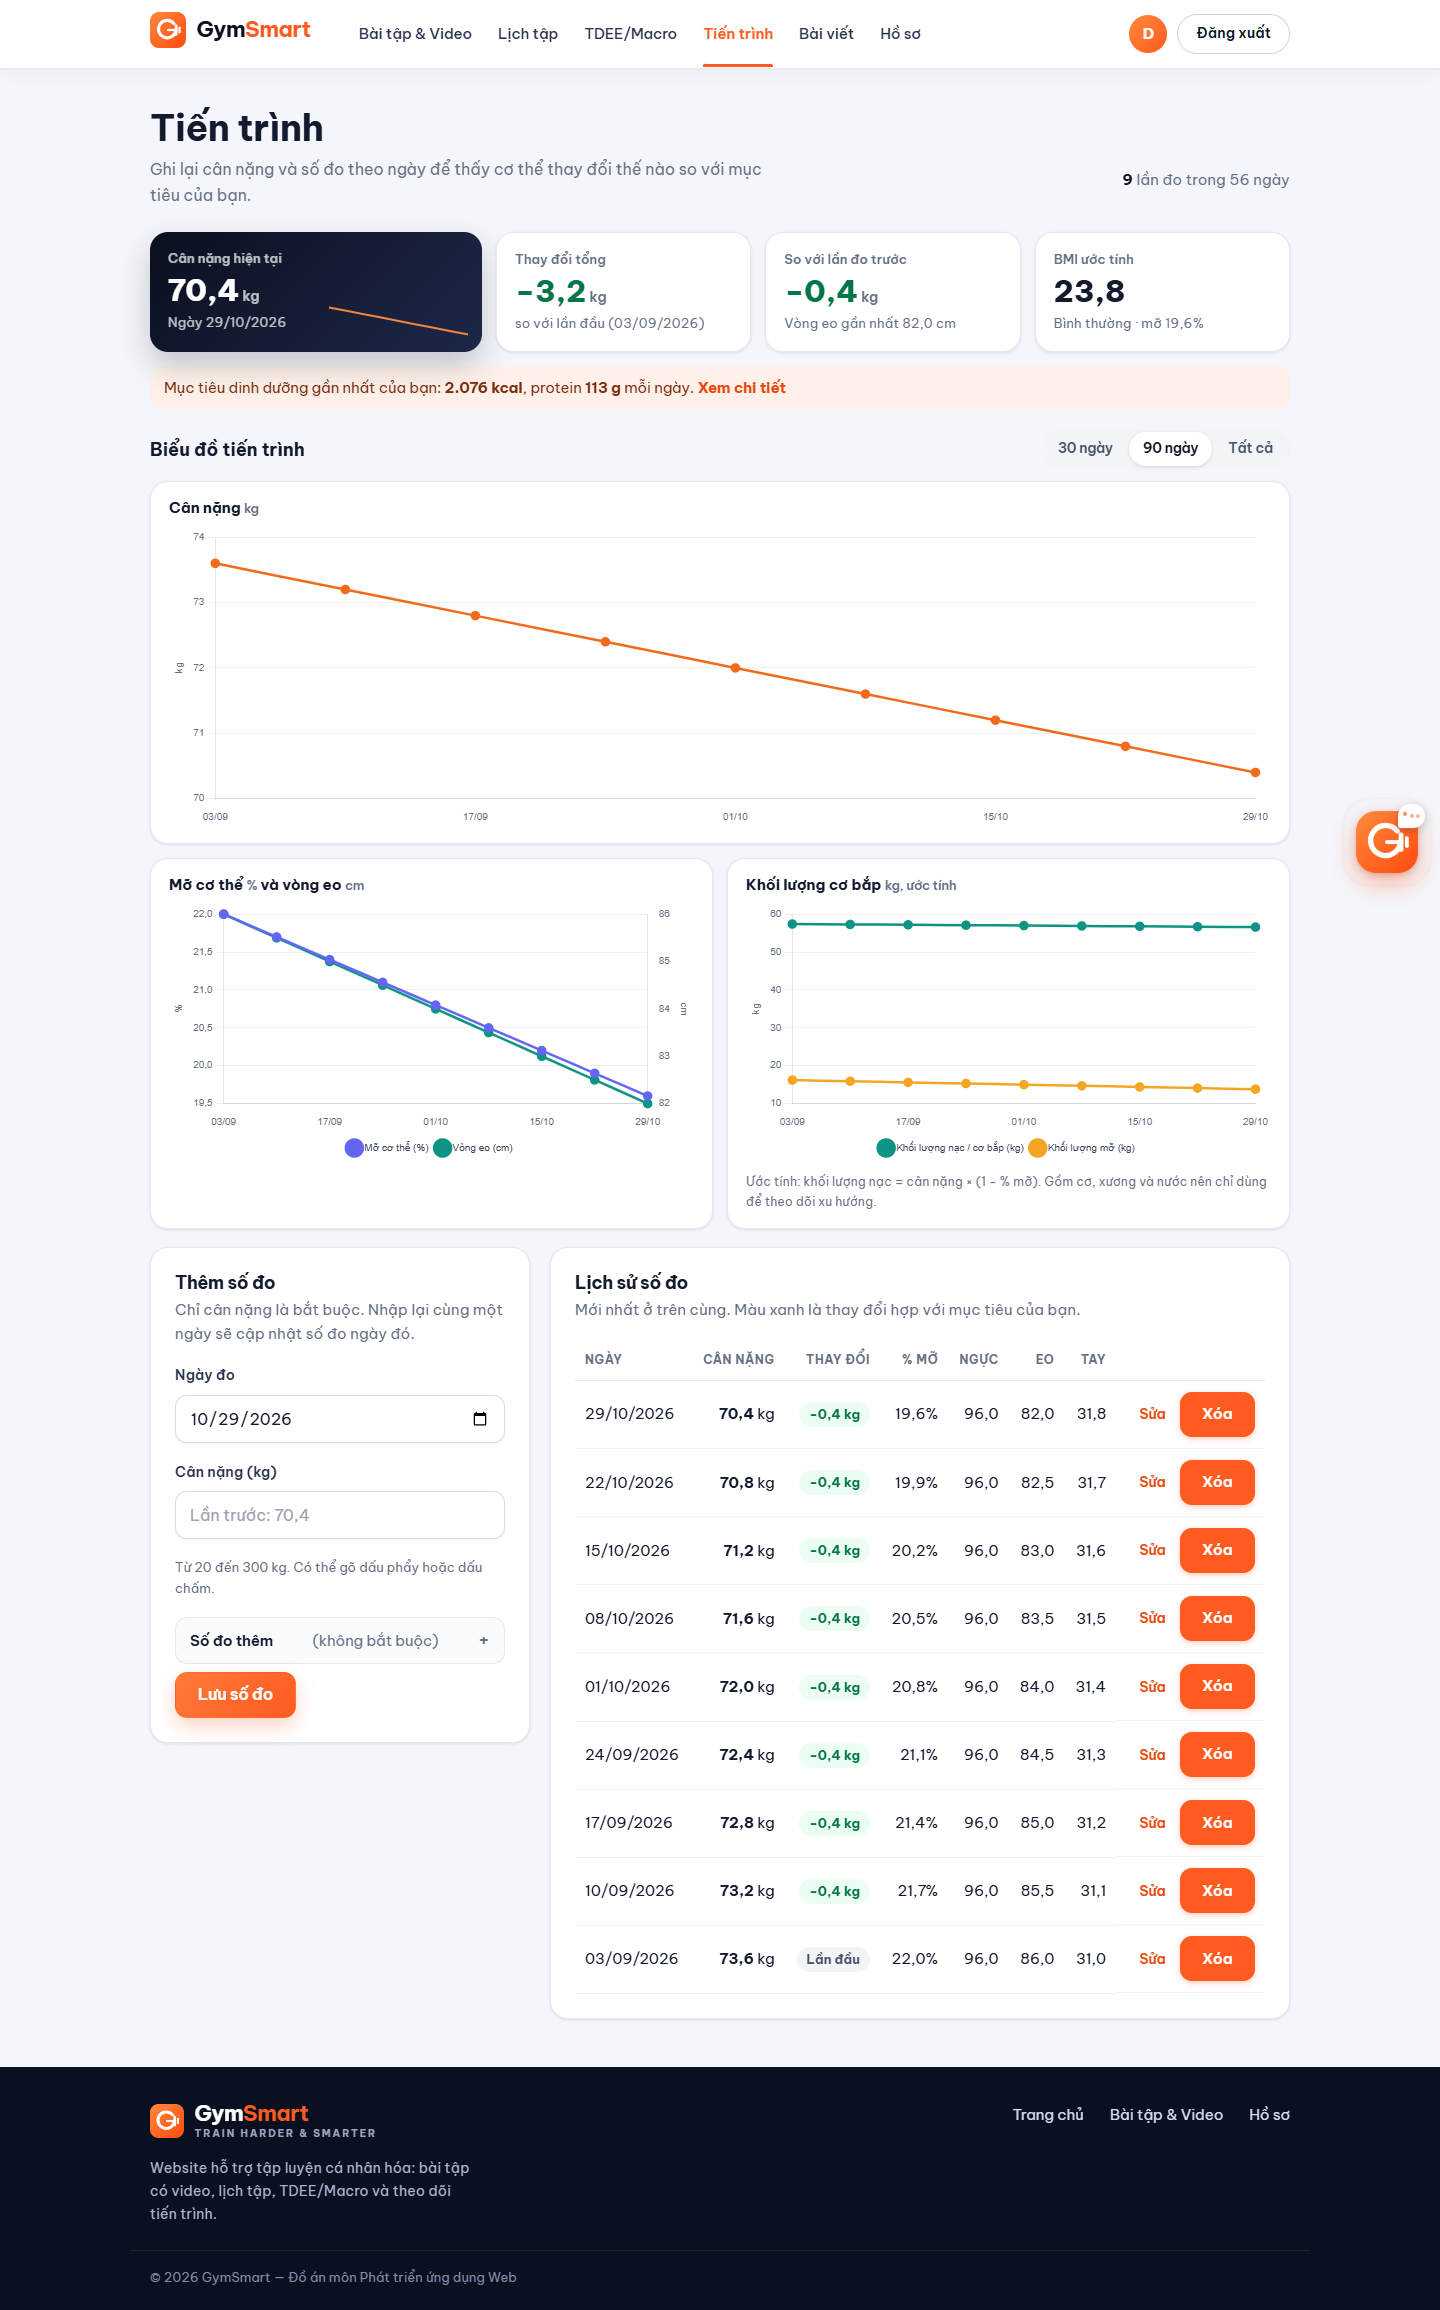 GymSmart
Bài tập & Video
Lịch tập
TDEE/Macro
Tiến trình
Bài viết
Hồ sơ
D
Đăng xuất
Tiến trình
Ghi lại cân nặng và số đo theo ngày để thấy cơ thể thay đổi thế nào so với mục
tiêu của bạn.
9 lần đo trong 56 ngày
Cân nặng hiện tại
70,4 kg
Ngày 29/10/2026
Thay đổi tổng
-3,2 kg
so với lần đầu (03/09/2026)
So với lần đo trước
-0,4 kg
Vòng eo gần nhất 82,0 cm
BMI ước tính
23,8
Bình thường · mỡ 19,6%
Mục tiêu dinh dưỡng gần nhất của bạn: 2.076 kcal, protein 113 g mỗi ngày. Xem chi tiết
Biểu đồ tiến trình
30 ngày
90 ngày
Tất cả
Cân nặng kg
74
73
72
71
70
kg
03/09 17/09 01/10 15/10 29/10
Mỡ cơ thể % và vòng eo cm
22,0
21,5
21,0
20,5
20,0
19,5
%
86
85
84
83
82
cm
03/09 17/09 01/10 15/10 29/10
Mỡ cơ thể (%) Vòng eo (cm)
Khối lượng cơ bắp kg, ước tính
60
50
40
30
20
10
kg
03/09 17/09 01/10 15/10 29/10
Khối lượng nạc / cơ bắp (kg) Khối lượng mỡ (kg)
Ước tính: khối lượng nạc = cân nặng × (1 - % mỡ). Gồm cơ, xương và nước nên chỉ dùng
để theo dõi xu hướng.
Thêm số đo
Chỉ cân nặng là bắt buộc. Nhập lại cùng một
ngày sẽ cập nhật số đo ngày đó.
Ngày đo
10/29/2026
Cân nặng (kg)
Lần trước: 70,4
Từ 20 đến 300 kg. Có thể gõ dấu phẩy hoặc dấu
chấm.
Số đo thêm (không bắt buộc) +
Lưu số đo
Lịch sử số đo
Mới nhất ở trên cùng. Màu xanh là thay đổi hợp với mục tiêu của bạn.
NGÀY CÂN NẶNG THAY ĐỔI % MỠ NGỰC EO TAY
29/10/2026 70,4 kg -0,4 kg 19,6% 96,0 82,0 31,8 Sửa Xóa
22/10/2026 70,8 kg -0,4 kg 19,9% 96,0 82,5 31,7 Sửa Xóa
15/10/2026 71,2 kg -0,4 kg 20,2% 96,0 83,0 31,6 Sửa Xóa
08/10/2026 71,6 kg -0,4 kg 20,5% 96,0 83,5 31,5 Sửa Xóa
01/10/2026 72,0 kg -0,4 kg 20,8% 96,0 84,0 31,4 Sửa Xóa
24/09/2026 72,4 kg -0,4 kg 21,1% 96,0 84,5 31,3 Sửa Xóa
17/09/2026 72,8 kg -0,4 kg 21,4% 96,0 85,0 31,2 Sửa Xóa
10/09/2026 73,2 kg -0,4 kg 21,7% 96,0 85,5 31,1 Sửa Xóa
03/09/2026 73,6 kg Lần đầu 22,0% 96,0 86,0 31,0 Sửa Xóa
GymSmart
TRAIN HARDER & SMARTER
Trang chủ
Bài tập & Video
Hồ sơ
Website hỗ trợ tập luyện cá nhân hóa: bài tập
có video, lịch tập, TDEE/Macro và theo dõi
tiến trình.
© 2026 GymSmart — Đồ án môn Phát triển ứng dụng Web